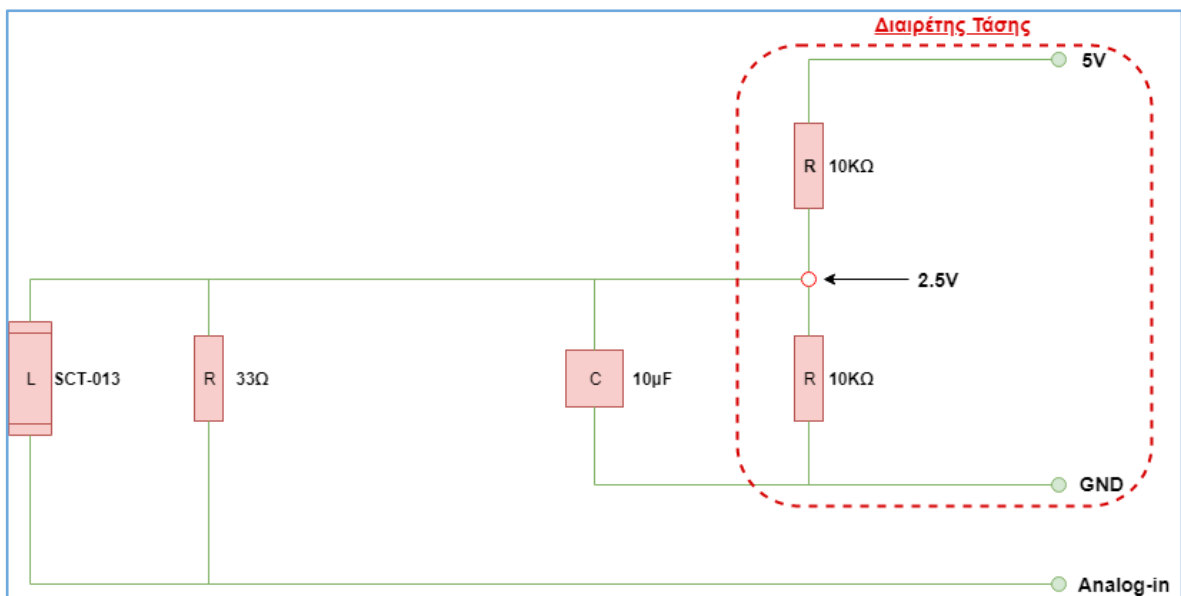 Διαιρέτης Τάσης
5V
R 10KΩ
2.5V
L SCT-013
R 33Ω
C 10μF
R 10KΩ
GND
Analog-in